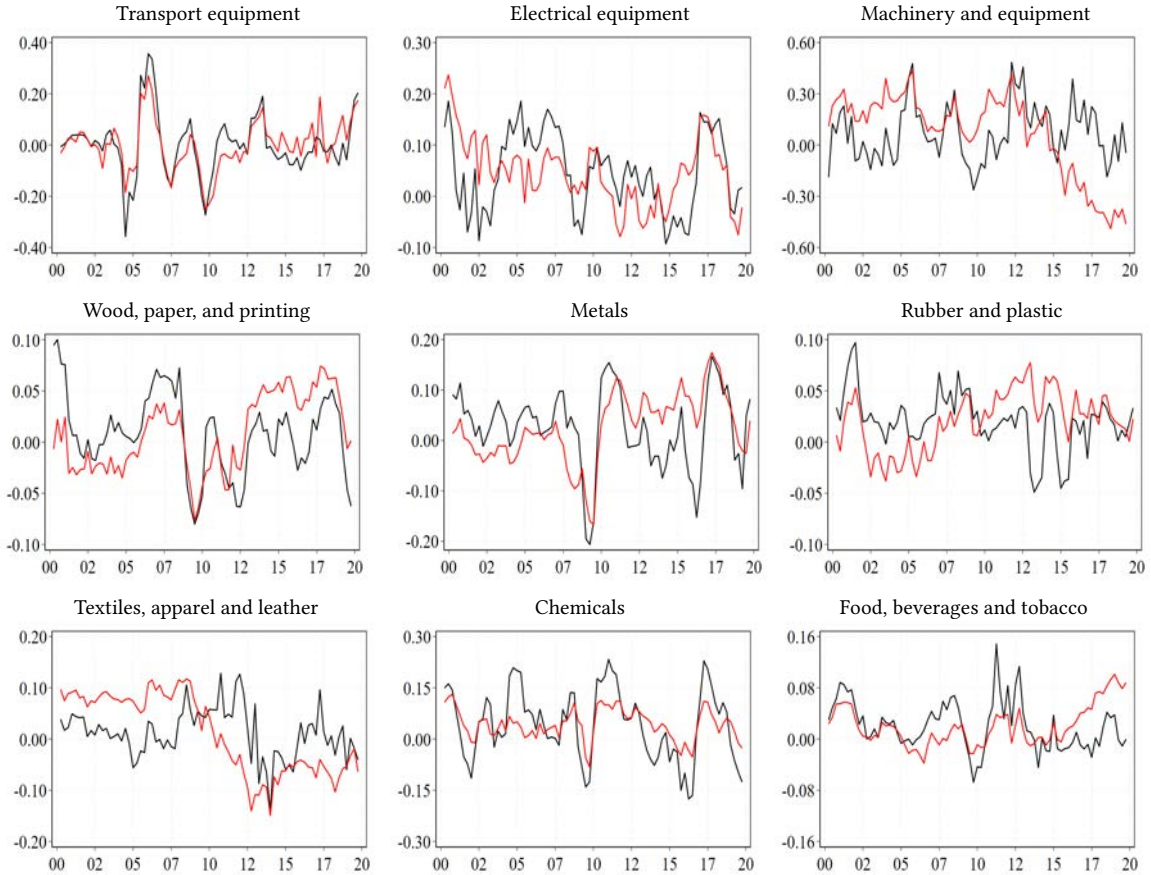 Transport equipment
0.40
0.20
0.00
-0.20
-0.40
00 02 05 07 10 12 15 17 20
Electrical equipment
0.30
0.20
0.10
0.00
-0.10
00 02 05 07 10 12 15 17 20
Machinery and equipment
0.60
0.30
0.00
-0.30
-0.60
00 02 05 07 10 12 15 17 20
Wood, paper, and printing
0.10
0.05
0.00
-0.05
-0.10
00 02 05 07 10 12 15 17 20
Metals
0.20
0.10
0.00
-0.10
-0.20
00 02 05 07 10 12 15 17 20
Rubber and plastic
0.10
0.05
0.00
-0.05
-0.10
00 02 05 07 10 12 15 17 20
Textiles, apparel and leather
0.20
0.10
0.00
-0.10
-0.20
00 02 05 07 10 12 15 17 20
Chemicals
0.30
0.15
0.00
-0.15
-0.30
00 02 05 07 10 12 15 17 20
Food, beverages and tobacco
0.16
0.08
0.00
-0.08
-0.16
00 02 05 07 10 12 15 17 20